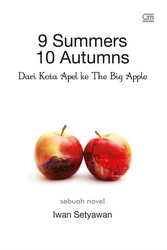 9 Summers
10 Autumns
Dari Kota Apel ke The Big Apple
sebuah novel
Iwan Setyawan